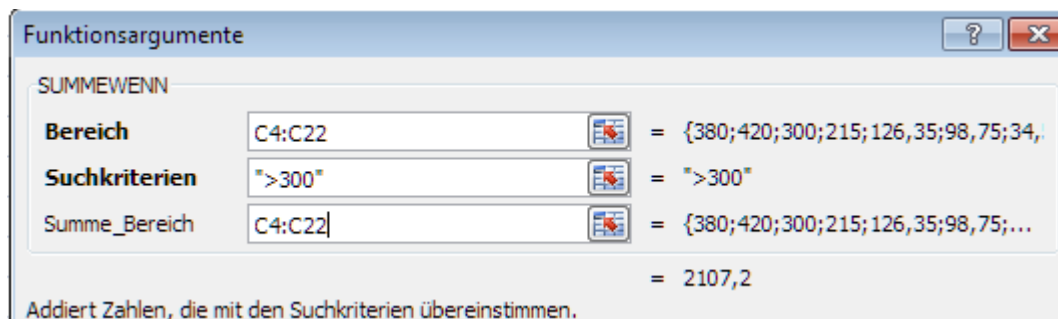 Funktionsargumente
SUMMEWENN
Bereich C4:C22 = {380;420;300;215;126,35;98,75;34,
Suchkriterien ">300" = ">300"
Summe_Bereich C4:C22 = {380;420;300;215;126,35;98,75;...
= 2107,2
Addiert Zahlen, die mit den Suchkriterien übereinstimmen.